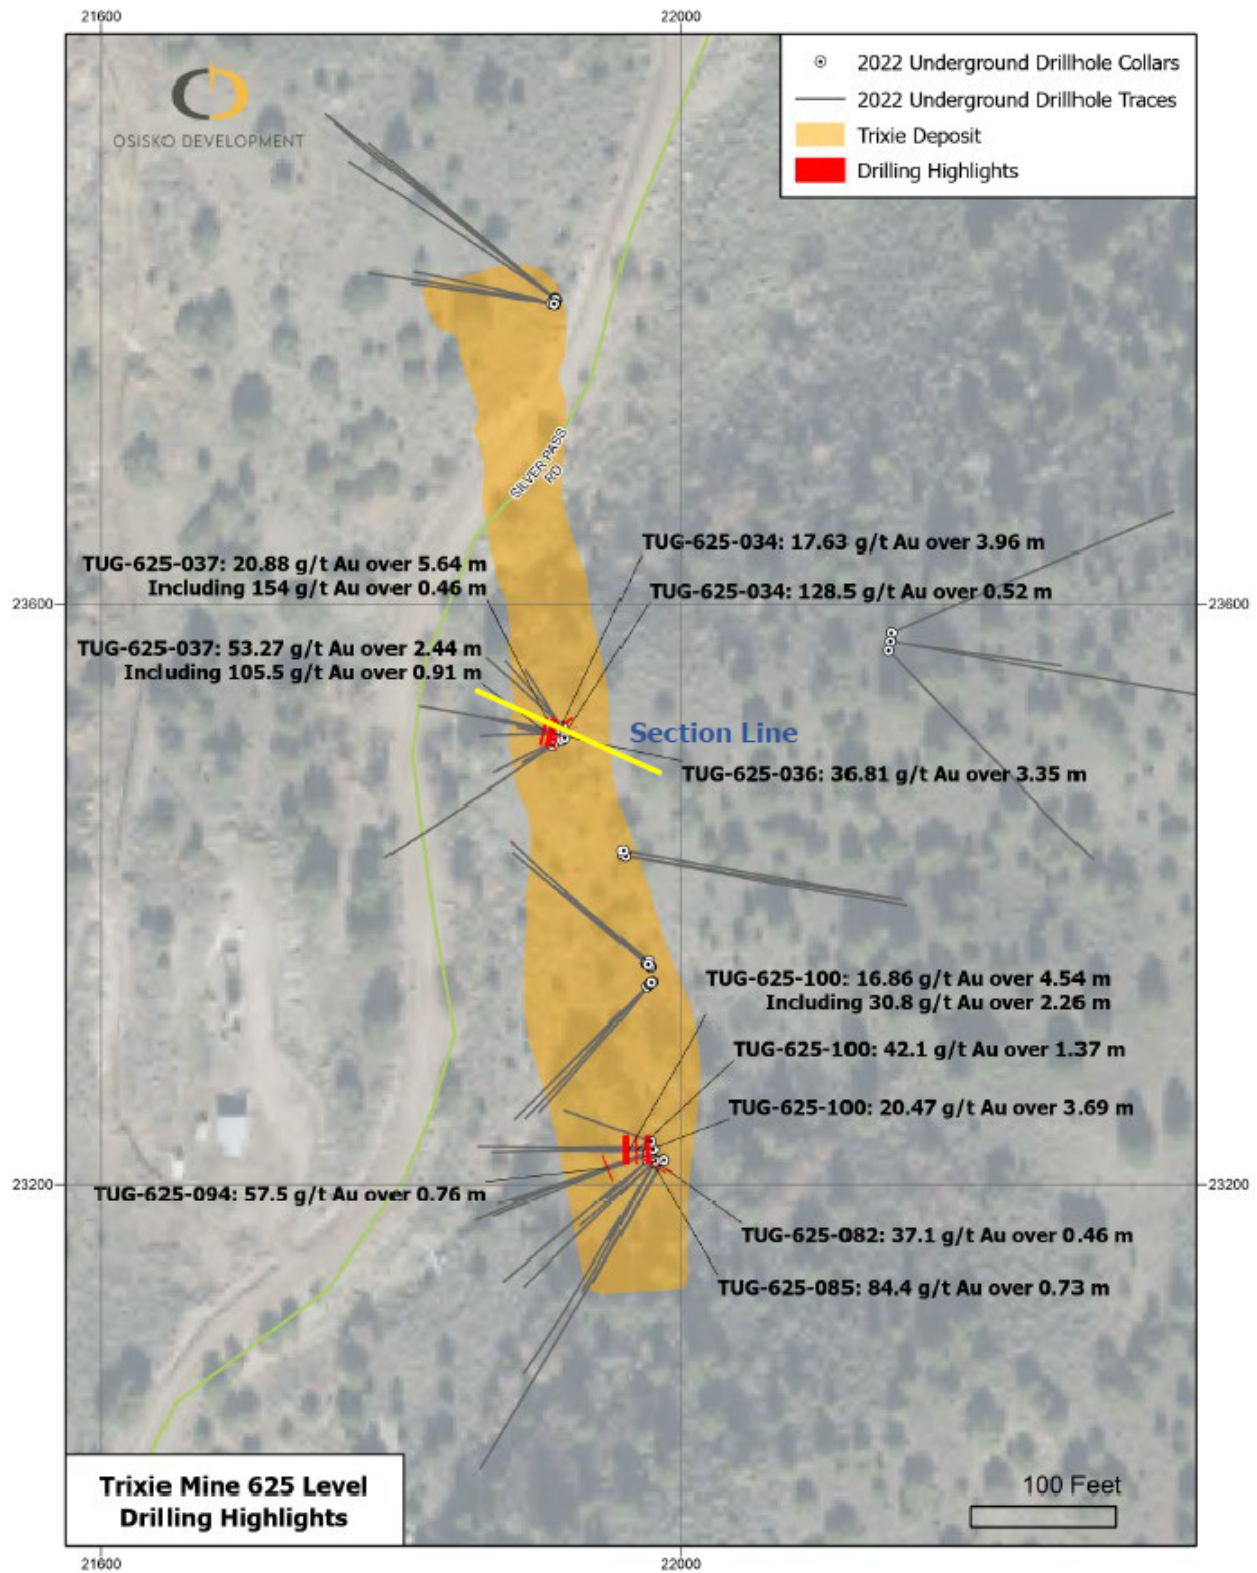 21600
22000
OSISKO DEVELOPMENT
2022 Underground Drillhole Collars
2022 Underground Drillhole Traces
Trixie Deposit
Drilling Highlights
SILVER PASS
RD
TUG-625-034: 17.63 g/t Au over 3.96 m
TUG-625-037: 20.88 g/t Au over 5.64 m
Including 154 g/t Au over 0.46 m
TUG-625-034: 128.5 g/t Au over 0.52 m
23600
23600
TUG-625-037: 53.27 g/t Au over 2.44 m
Including 105.5 g/t Au over 0.91 m
Section Line
TUG-625-036: 36.81 g/t Au over 3.35 m
TUG-625-100: 16.86 g/t Au over 4.54 m
Including 30.8 g/t Au over 2.26 m
TUG-625-100: 42.1 g/t Au over 1.37 m
TUG-625-100: 20.47 g/t Au over 3.69 m
23200
23200
TUG-625-094: 57.5 g/t Au over 0.76 m
TUG-625-082: 37.1 g/t Au over 0.46 m
TUG-625-085: 84.4 g/t Au over 0.73 m
Trixie Mine 625 Level
Drilling Highlights
100 Feet
21600
22000